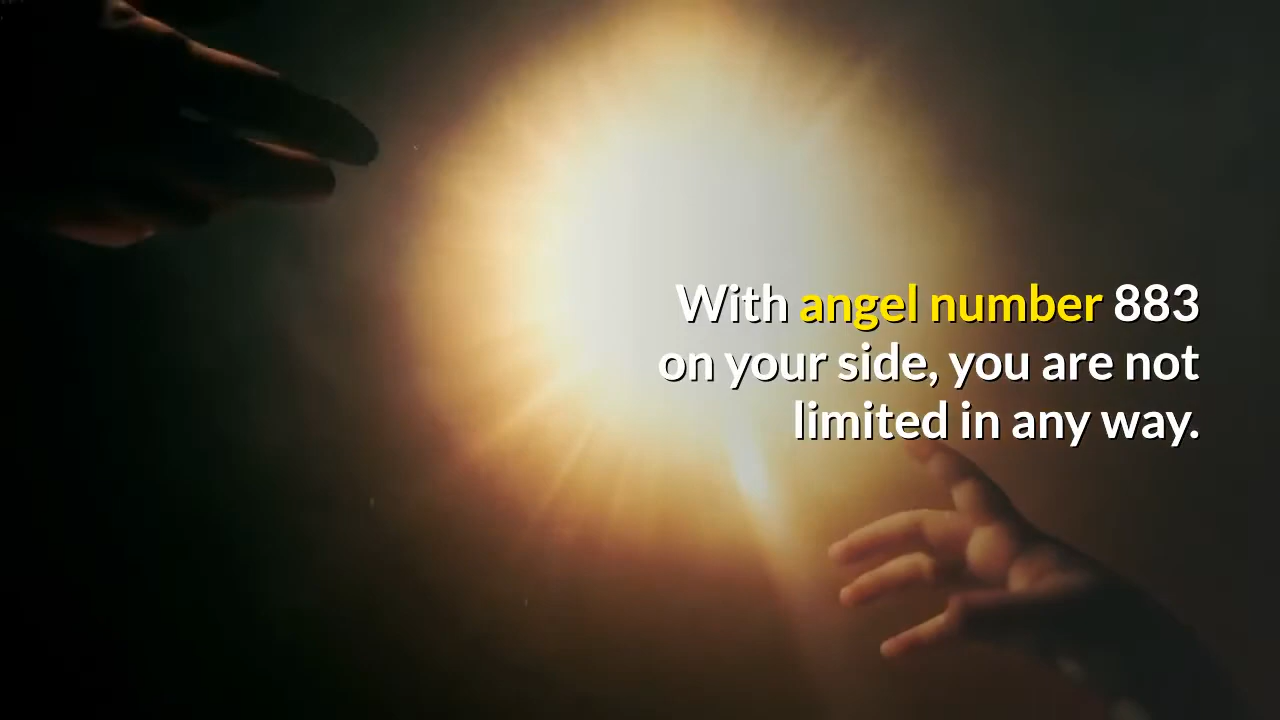 With angel number 883
on your side, you are not
limited in any way.